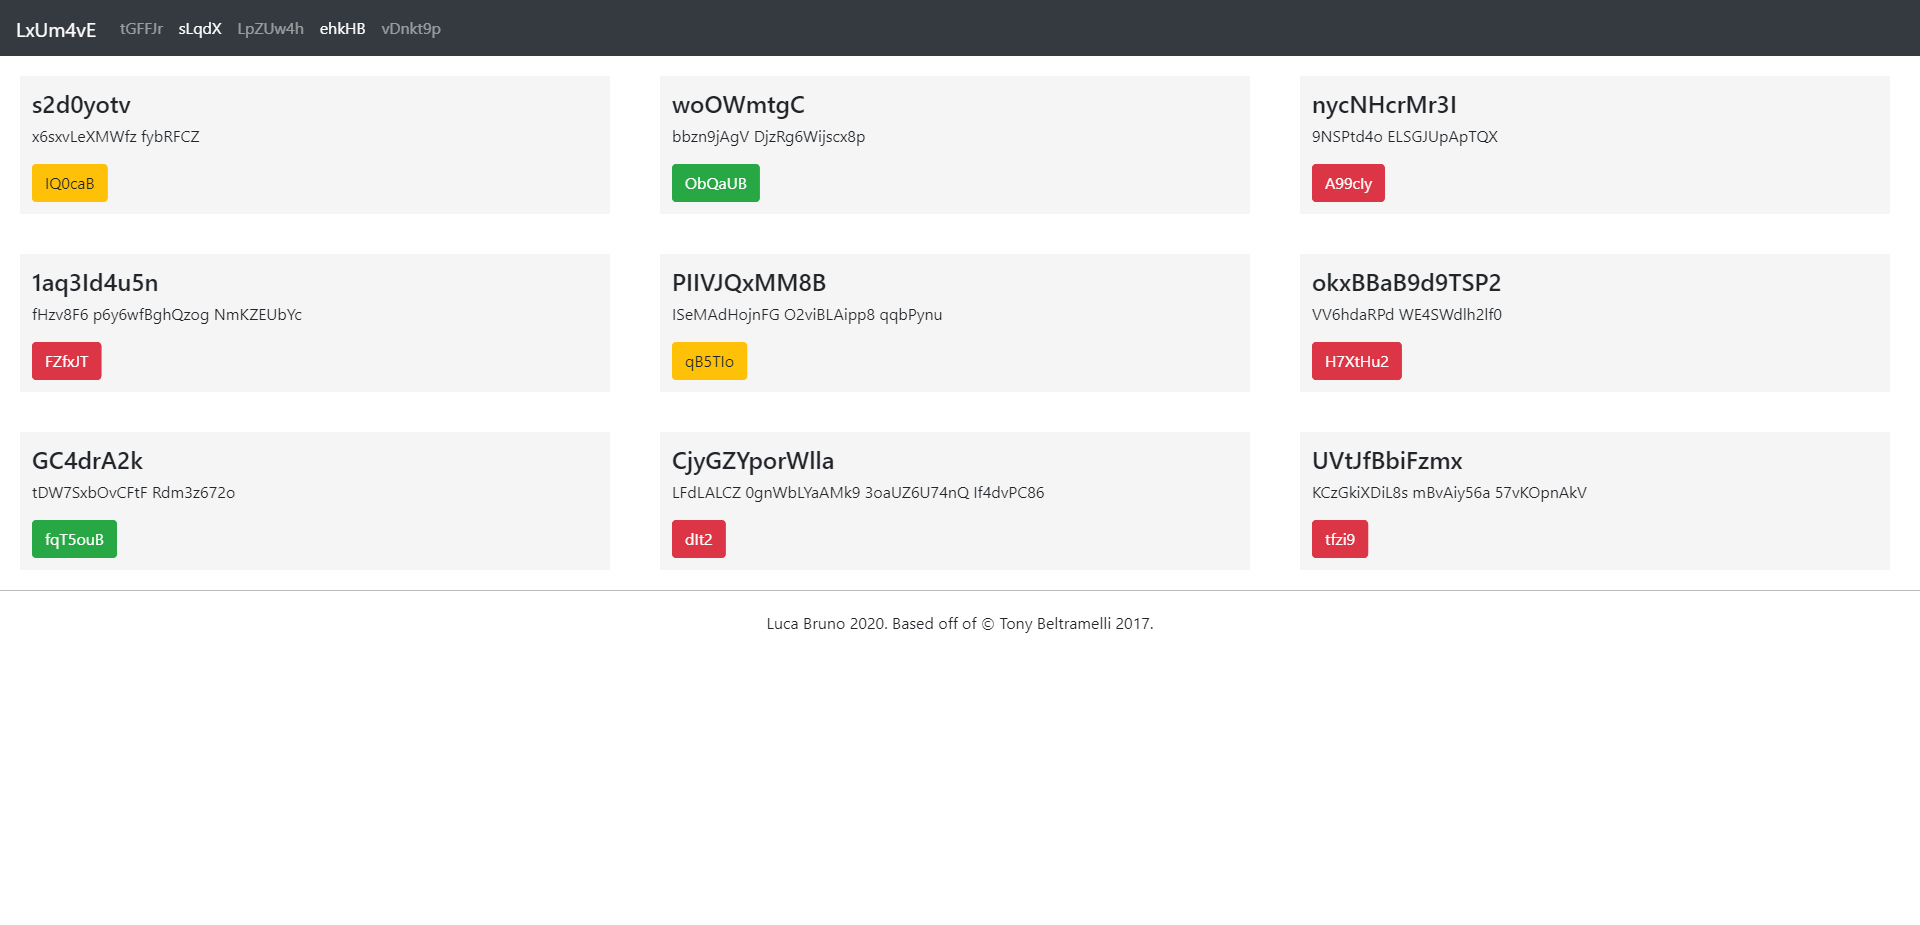 LxUm4vE tGFFJr sLqdX LpZUw4h ehkHB vDnkt9p
s2d0yotv
x6sxvLeXMWfz fybRFCZ
IQ0caB
woOWmtgC
bbzn9jAgV DjzRg6Wijscx8p
ObQaUB
nycNHcrMr3I
9NSPtd4o ELSGJUpApTQX
A99cIy
1aq3Id4u5n
fHzv8F6 p6y6wfBghQzog NmKZEUbYc
FZfxJT
PIIVJQxMM8B
ISeMAdHojnFG O2viBLAipp8 qqbPynu
qB5TIo
okxBBaB9d9TSP2
VV6hdaRPd WE4SWdlh2lf0
H7XtHu2
GC4drA2k
tDW7SxbOvCFtF Rdm3z672o
fqT5ouB
CjyGZYporWlla
LFdLALCZ 0gnWbLYaAMk9 3oaUZ6U74nQ If4dvPC86
dIt2
UVtJfBbiFzmx
KCzGkiXDiL8s mBvAiy56a 57vKOpnAkV
tfzi9
Luca Bruno 2020. Based off of © Tony Beltramelli 2017.